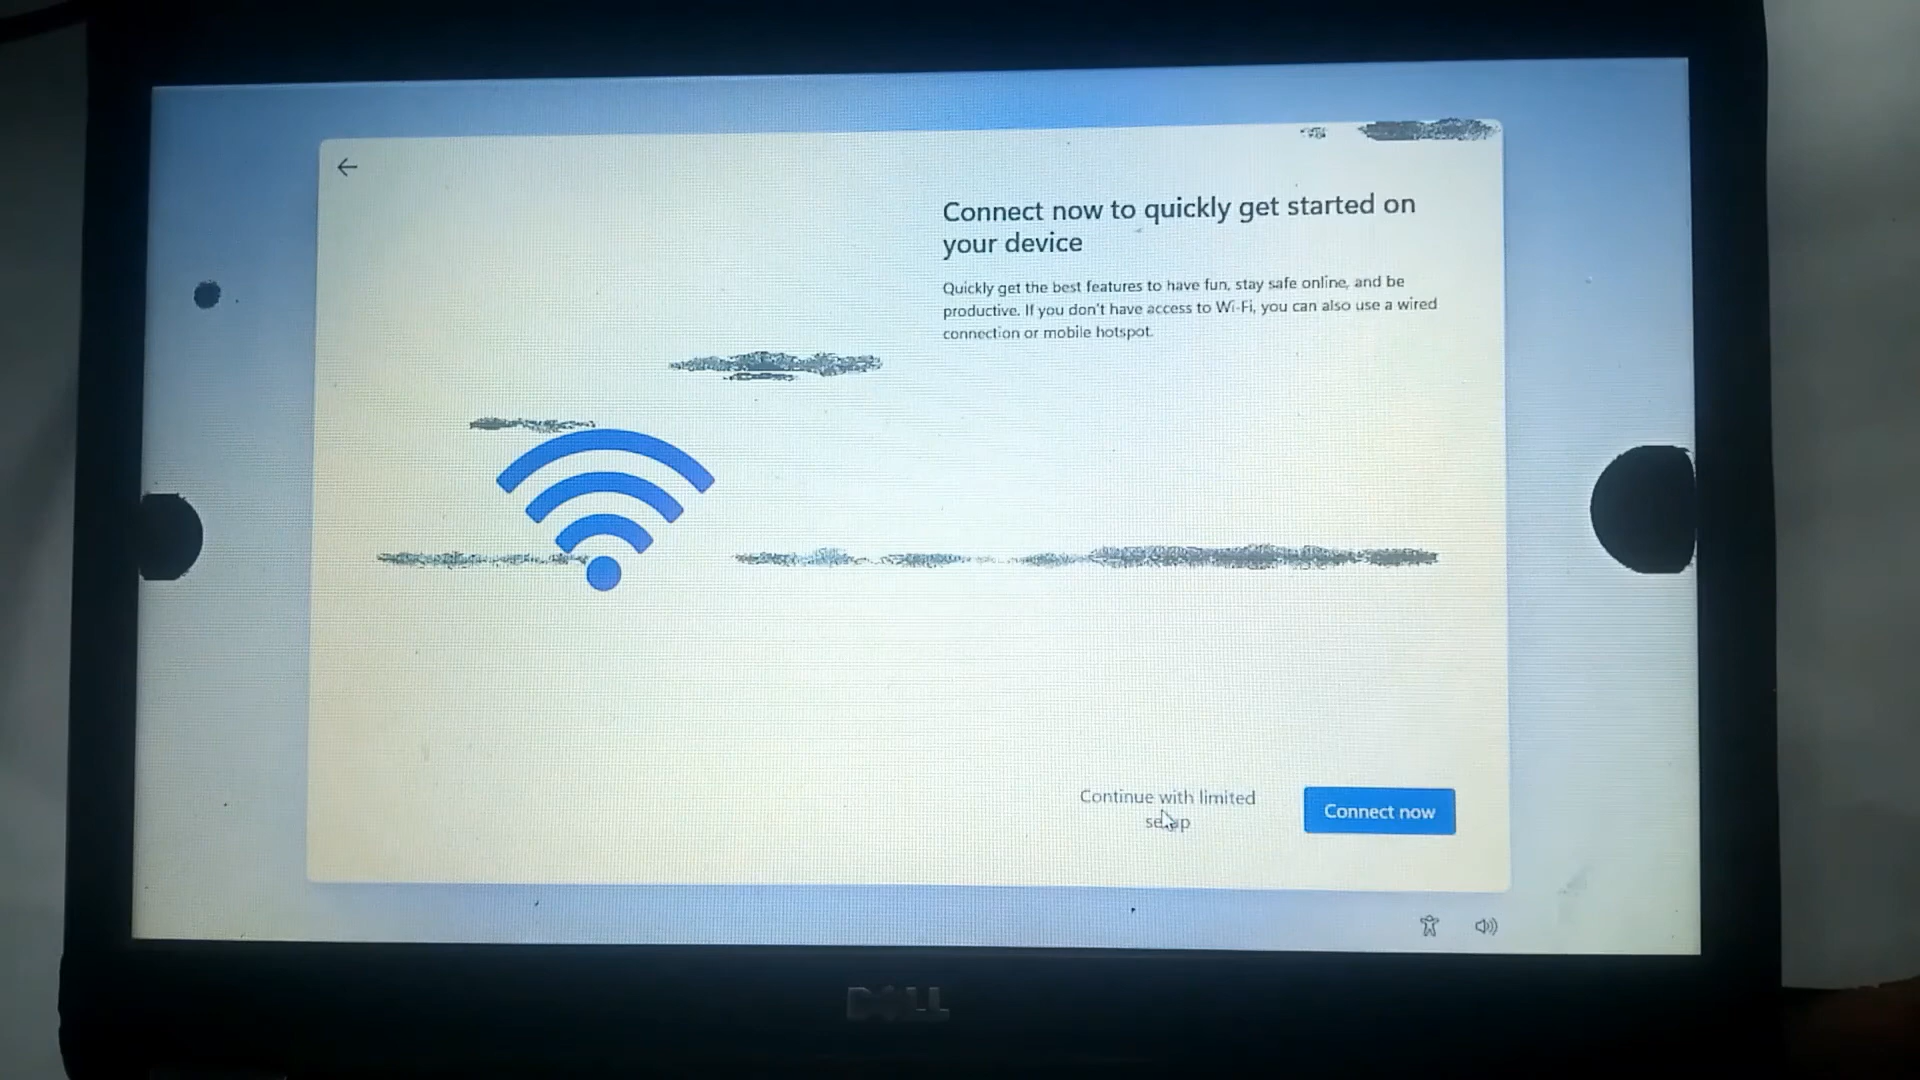 Connect now to quickly get started on
your device
Quickly get the best features to have fun, stay safe online, and be
productive. If you don't have access to Wi-Fi, you can also use a wired
connection or mobile hotspot.
Continue with limited
setup
Connect now
DELL